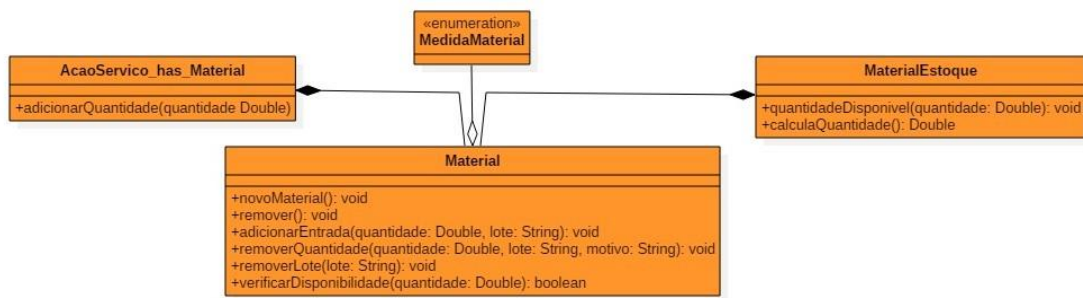 «enumeration»
MedidaMaterial
AcaoServico_has_Material
+adicionarQuantidade(quantidade Double)
MaterialEstoque
+quantidadeDisponivel(quantidade: Double): void
+calculaQuantidade(): Double
Material
+novoMaterial(): void
+remover(): void
+adicionarEntrada(quantidade: Double, lote: String): void
+removerQuantidade(quantidade: Double, lote: String, motivo: String): void
+removerLote(lote: String): void
+verificarDisponibilidade(quantidade: Double): boolean